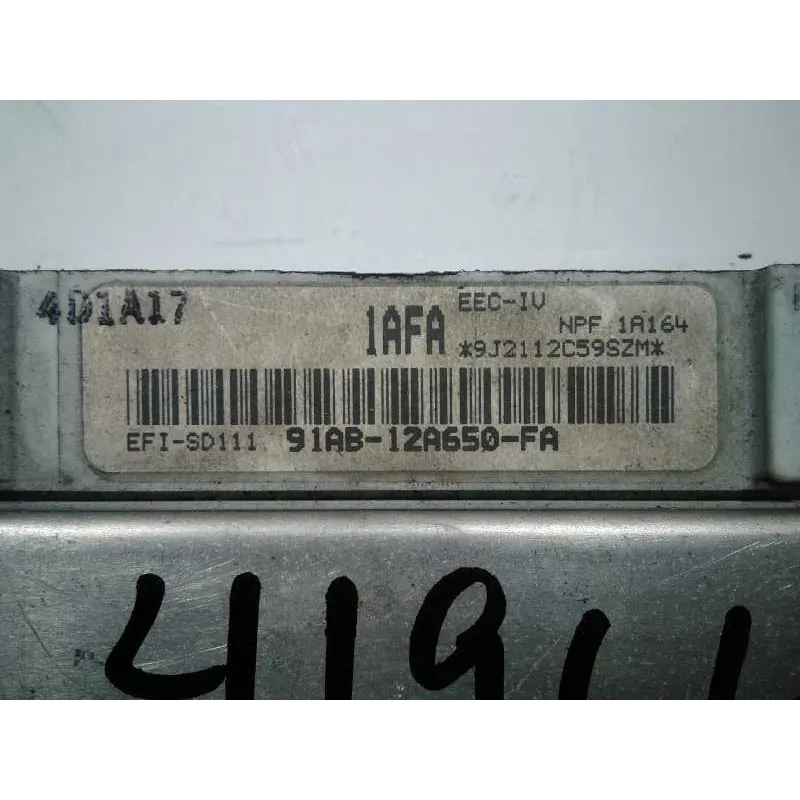 4D1A17
EEC-IV
1AFA
NPF 1A164
*9J2112C59SZM*
EFI-SD111 91AB-12A650-FA